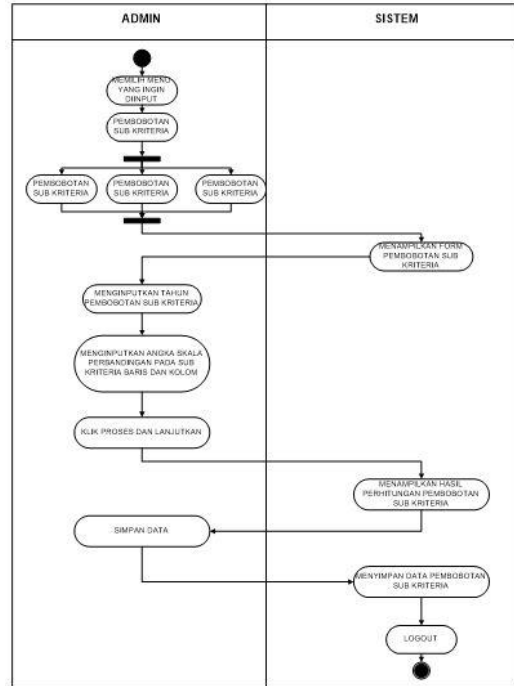 ADMIN
SISTEM
MEMILIH MENU
YANG INGIN
DIINPUT
PEMBOBOTAN
SUB KRITERIA
PEMBOBOTAN
SUB KRITERIA
PEMBOBOTAN
SUB KRITERIA
PEMBOBOTAN
SUB KRITERIA
MENAMPILKAN FORM
PEMBOBOTAN SUB
KRITERIA
MENGINPUTKAN TAHUN
PEMBOBOTAN SUB KRITERIA
MENGINPUTKAN ANGKA SKALA
PERBANDINGAN PADA SUB
KRITERIA BARIS DAN KOLOM
KLIK PROSES DAN LANJUTKAN
MENAMPILKAN HASIL
PERHITUNGAN PEMBOBOTAN
SUB KRITERIA
SIMPAN DATA
MENYIMPAN DATA PEMBOBOTAN
SUB KRITERIA
LOGOUT